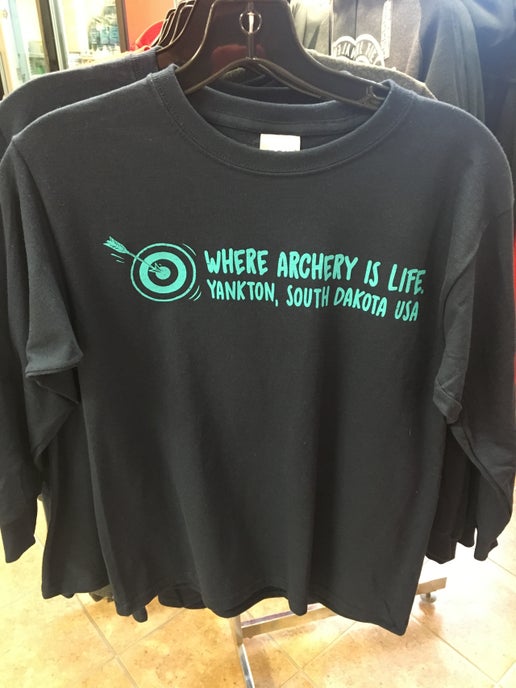 WHERE ARCHERY IS LIFE.
YANKTON, SOUTH DAKOTA USA